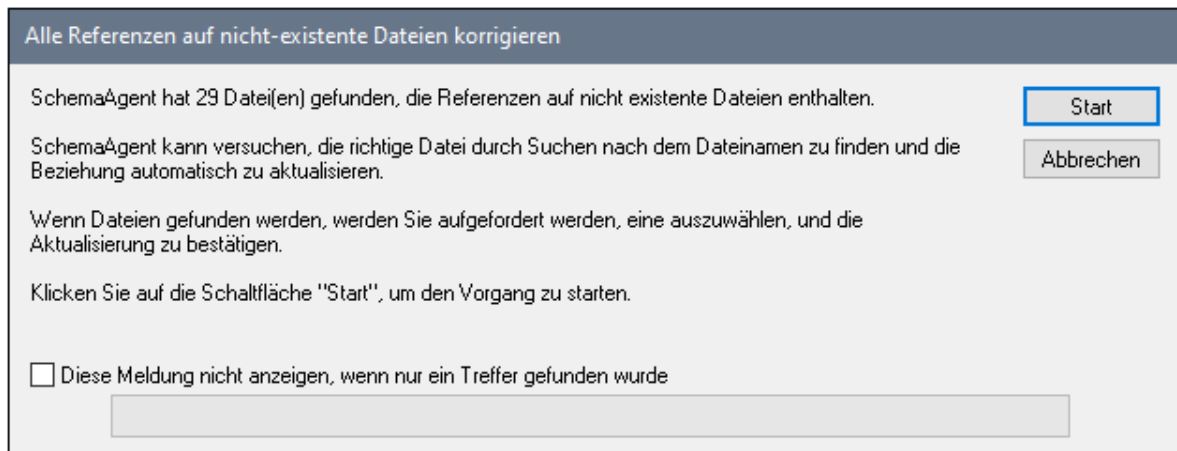 Alle Referenzen auf nicht-existente Dateien korrigieren
SchemaAgent hat 29 Datei(en) gefunden, die Referenzen auf nicht existente Dateien enthalten.
Start
SchemaAgent kann versuchen, die richtige Datei durch Suchen nach dem Dateinamen zu finden und die
Beziehung automatisch zu aktualisieren.
Abbrechen
Wenn Dateien gefunden werden, werden Sie aufgefordert werden, eine auszuwählen, und die
Aktualisierung zu bestätigen.
Klicken Sie auf die Schaltfläche "Start", um den Vorgang zu starten.
Diese Meldung nicht anzeigen, wenn nur ein Treffer gefunden wurde